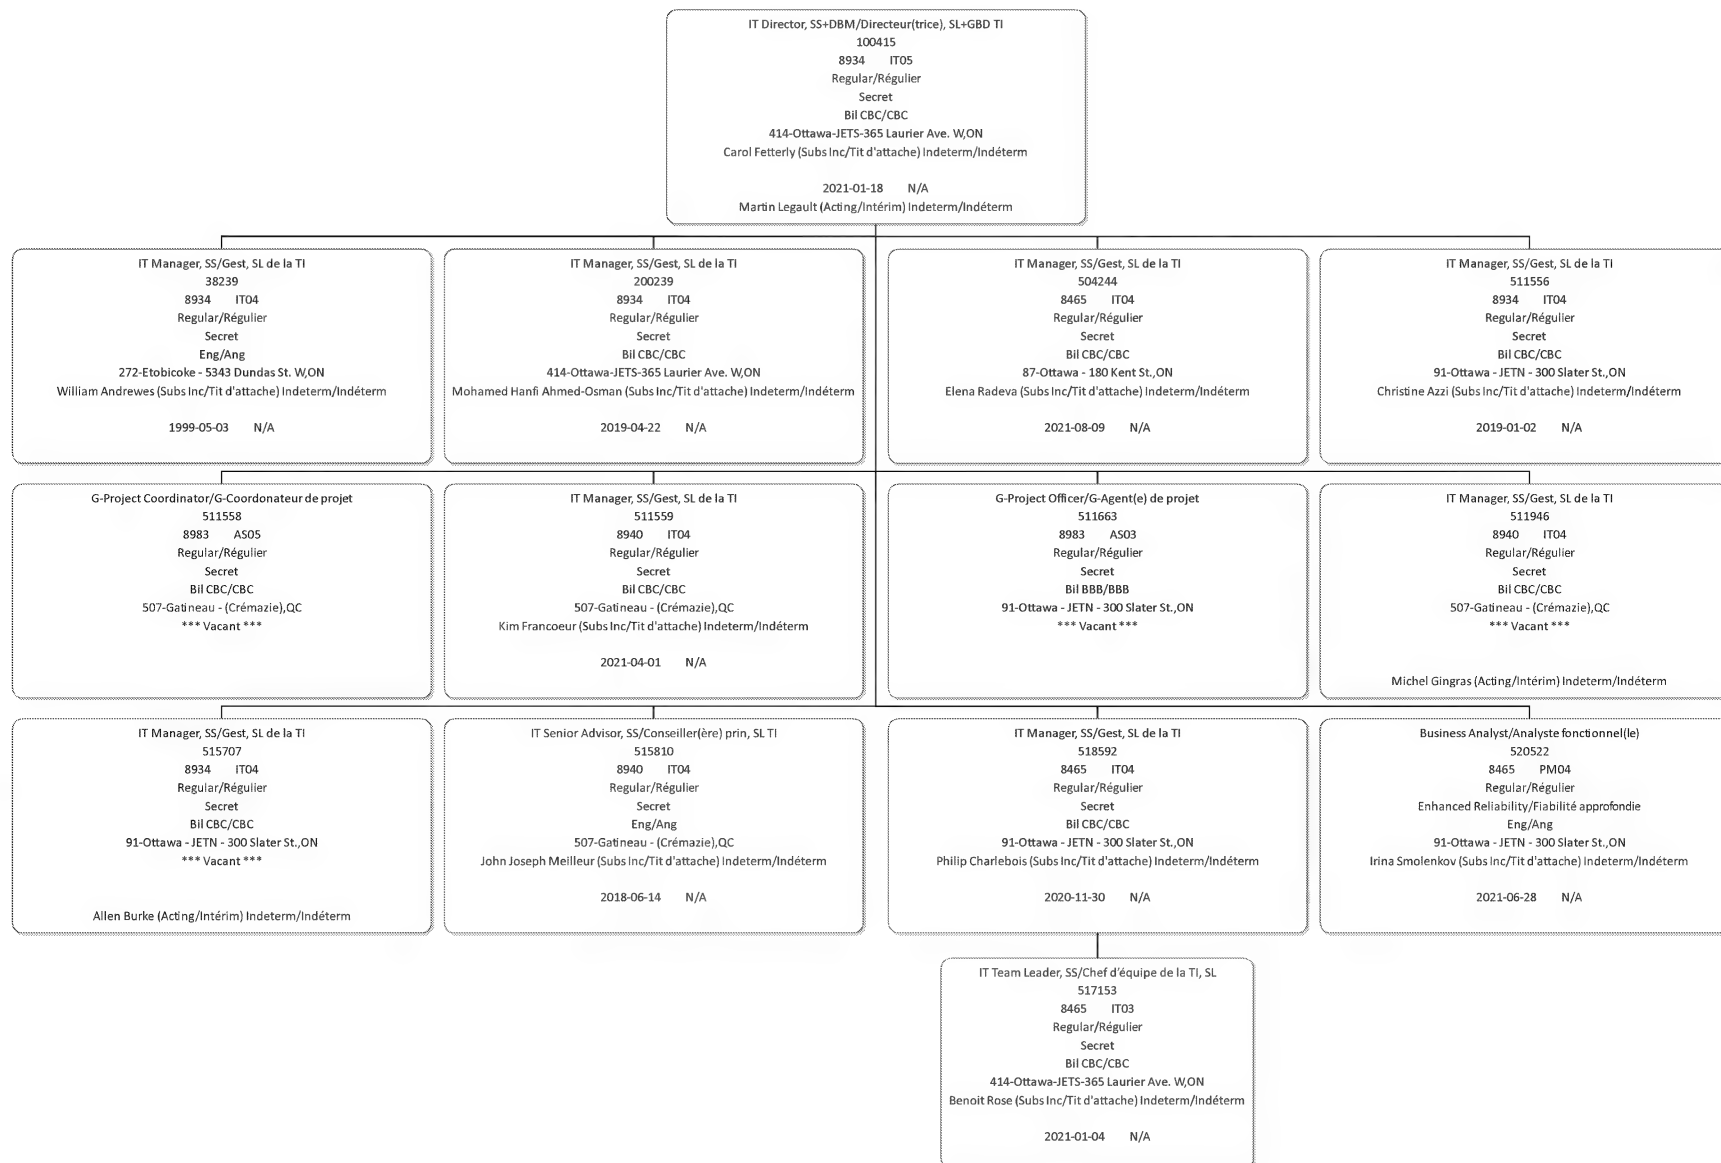 IT Director, SS+DBM/Directeur(trice), SL+GBD TI
100415
8934 IT05
Regular/Régulier
Secret
Bil CBC/CBC
414-Ottawa-JETS-365 Laurier Ave. W,ON
Carol Fetterly (Subs Inc/Tit d'attache) Indeterm/Indéterm
2021-01-18 N/A
Martin Legault (Acting/Intérim) Indeterm/Indéterm
IT Manager, SS/Gest, SL de la TI
38239
8934 IT04
Regular/Régulier
Secret
Eng/Ang
272-Etobicoke - 5343 Dundas St. W,ON
William Andrewes (Subs Inc/Tit d'attache) Indeterm/Indéterm
1999-05-03 N/A
IT Manager, SS/Gest, SL de la TI
200239
8934 IT04
Regular/Régulier
Secret
Bil CBC/CBC
414-Ottawa-JETS-365 Laurier Ave. W,ON
Mohamed Hanfi Ahmed-Osman (Subs Inc/Tit d'attache) Indeterm/Indéterm
2019-04-22 N/A
IT Manager, SS/Gest, SL de la TI
504244
8465 IT04
Regular/Régulier
Secret
Bil CBC/CBC
87-Ottawa - 180 Kent St.,ON
Elena Radeva (Subs Inc/Tit d'attache) Indeterm/Indéterm
2021-08-09 N/A
IT Manager, SS/Gest, SL de la TI
511556
8934 IT04
Regular/Régulier
Secret
Bil CBC/CBC
91-Ottawa - JETN - 300 Slater St.,ON
Christine Azzi (Subs Inc/Tit d'attache) Indeterm/Indéterm
2019-01-02 N/A
G-Project Coordinator/G-Coordonateur de projet
511558
8983 AS05
Regular/Régulier
Secret
Bil CBC/CBC
507-Gatineau - (Crémazie),QC
*** Vacant ***
IT Manager, SS/Gest, SL de la TI
511559
8940 IT04
Regular/Régulier
Secret
Bil CBC/CBC
507-Gatineau - (Crémazie),QC
Kim Francoeur (Subs Inc/Tit d'attache) Indeterm/Indéterm
2021-04-01 N/A
G-Project Officer/G-Agent(e) de projet
511663
8983 AS03
Regular/Régulier
Secret
Bil BBB/BBB
91-Ottawa - JETN - 300 Slater St.,ON
*** Vacant ***
IT Manager, SS/Gest, SL de la TI
511946
8940 IT04
Regular/Régulier
Secret
Bil CBC/CBC
507-Gatineau - (Crémazie),QC
*** Vacant ***
Michel Gingras (Acting/Intérim) Indeterm/Indéterm
IT Manager, SS/Gest, SL de la TI
515707
8934 IT04
Regular/Régulier
Secret
Bil CBC/CBC
91-Ottawa - JETN - 300 Slater St.,ON
*** Vacant ***
Allen Burke (Acting/Intérim) Indeterm/Indéterm
IT Senior Advisor, SS/Conseiller(ère) prin, SL TI
515810
8940 IT04
Regular/Régulier
Secret
Eng/Ang
507-Gatineau - (Crémazie),QC
John Joseph Meilleur (Subs Inc/Tit d'attache) Indeterm/Indéterm
2018-06-14 N/A
IT Manager, SS/Gest, SL de la TI
518592
8465 IT04
Regular/Régulier
Secret
Bil CBC/CBC
91-Ottawa - JETN - 300 Slater St.,ON
Philip Charlebois (Subs Inc/Tit d'attache) Indeterm/Indéterm
2020-11-30 N/A
Business Analyst/Analyste fonctionnel(le)
520522
8465 PM04
Regular/Régulier
Enhanced Reliability/Fiabilité approfondie
Eng/Ang
91-Ottawa - JETN - 300 Slater St.,ON
Irina Smolenkov (Subs Inc/Tit d'attache) Indeterm/Indéterm
2021-06-28 N/A
IT Team Leader, SS/Chef d'équipe de la TI, SL
517153
8465 IT03
Regular/Régulier
Secret
Bil CBC/CBC
414-Ottawa-JETS-365 Laurier Ave. W,ON
Benoit Rose (Subs Inc/Tit d'attache) Indeterm/Indéterm
2021-01-04 N/A